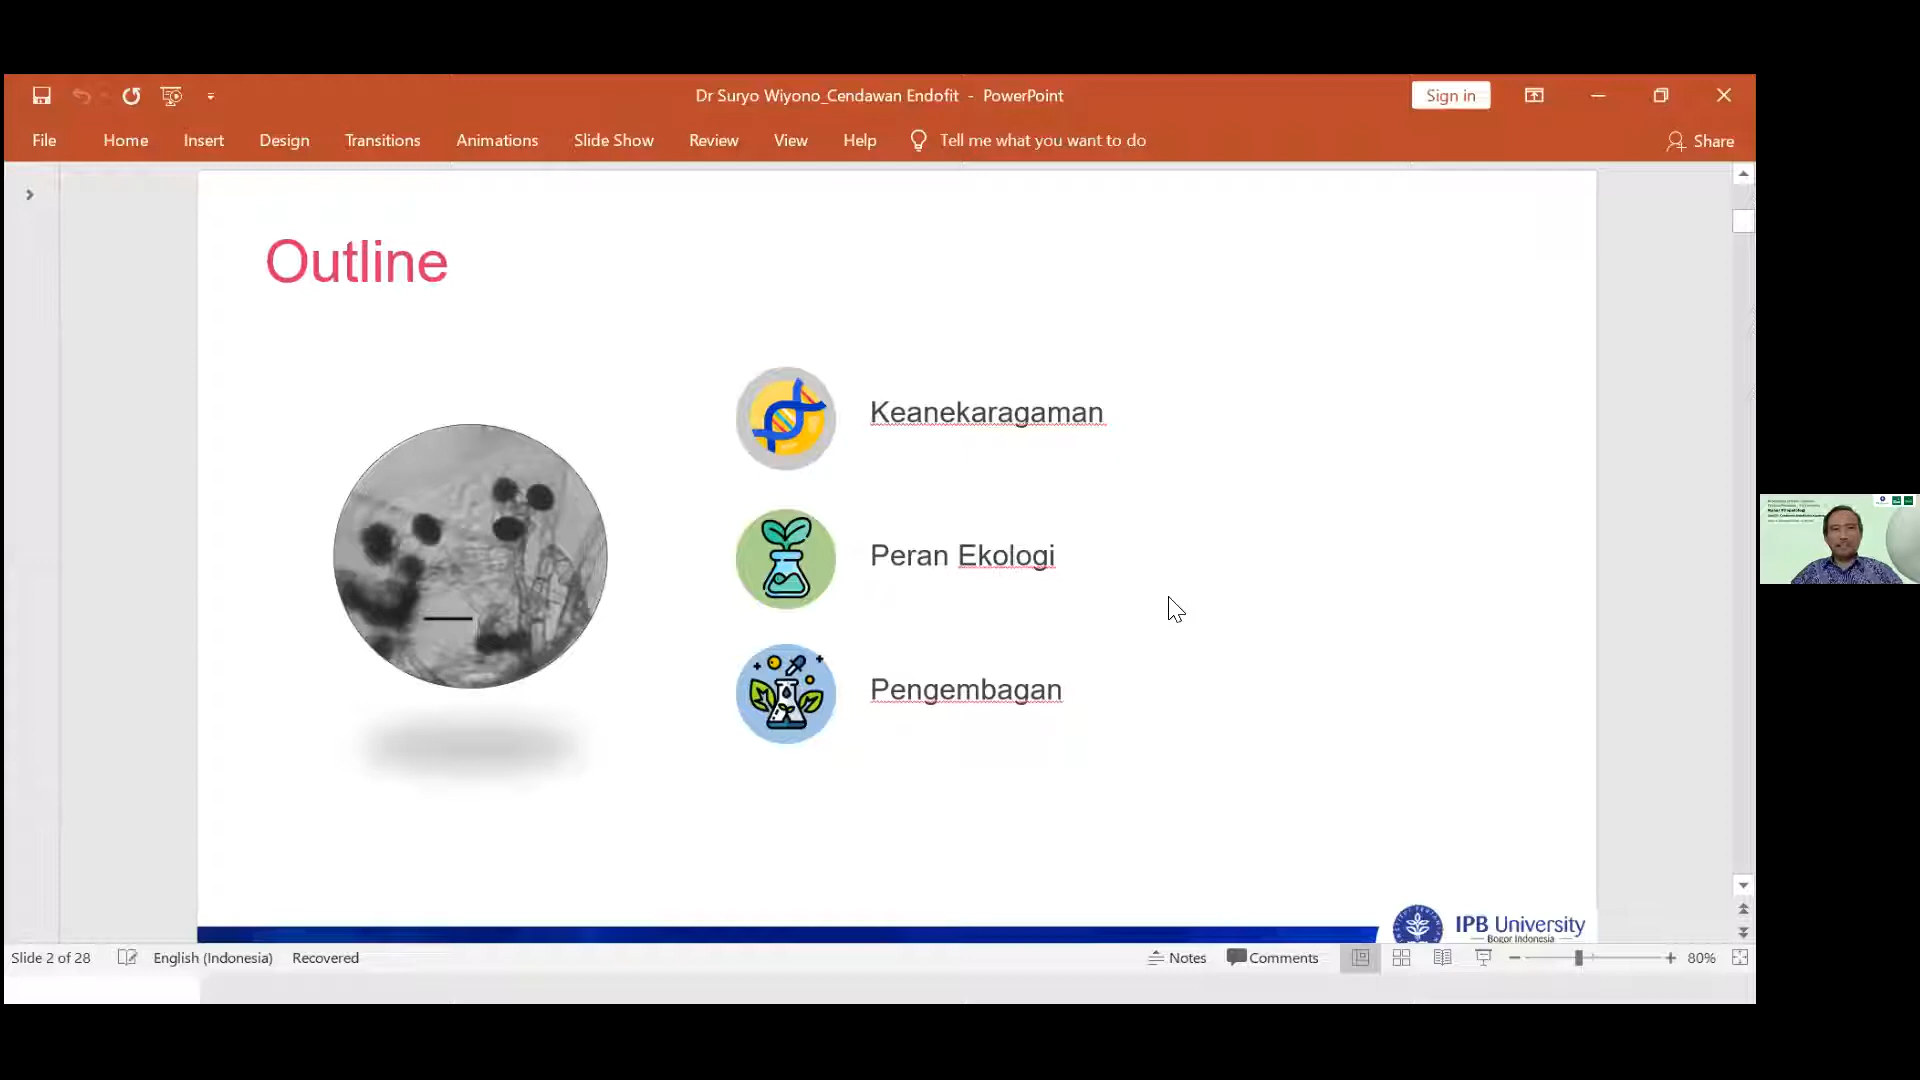 Dr Suryo Wiyono_Cendawan Endofit - PowerPoint
Sign in
File Home Insert Design Transitions Animations Slide Show Review View Help Tell me what you want to do Share
Outline
Keanekaragaman
Peran Ekologi
Pengembagan
IPB University
Bogor Indonesia
Slide 2 of 28 English (Indonesia) Recovered Notes Comments 80%